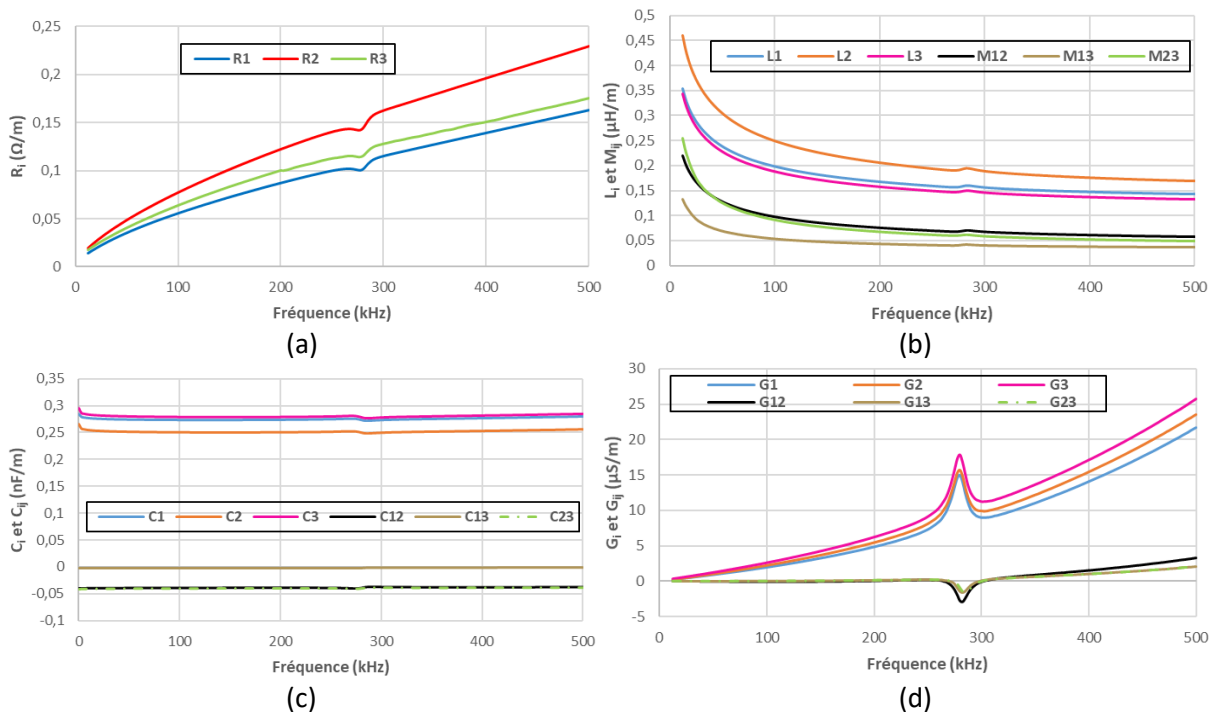 0,25
0,2
0,15
0,1
0,05
0
R1 R2 R3
Rᵢ (Ω/m)
0 100 200 300 400 500
Fréquence (kHz)
(a)
0,5
0,45
0,4
0,35
0,3
0,25
0,2
0,15
0,1
0,05
0
L1 L2 L3 M12 M13 M23
Lᵢ et Mᵢⱼ (µH/m)
0 100 200 300 400 500
Fréquence (kHz)
(b)
0,35
0,3
0,25
0,2
0,15
0,1
0,05
0
-0,05
-0,1
C1 C2 C3 C12 C13 C23
Cᵢ et Cᵢⱼ (nF/m)
0 100 200 300 400 500
Fréquence (kHz)
(c)
30
25
20
15
10
5
0
-5
G1 G2 G3
G12 G13 G23
Gᵢ et Gᵢⱼ (µS/m)
0 100 200 300 400 500
Fréquence (kHz)
(d)